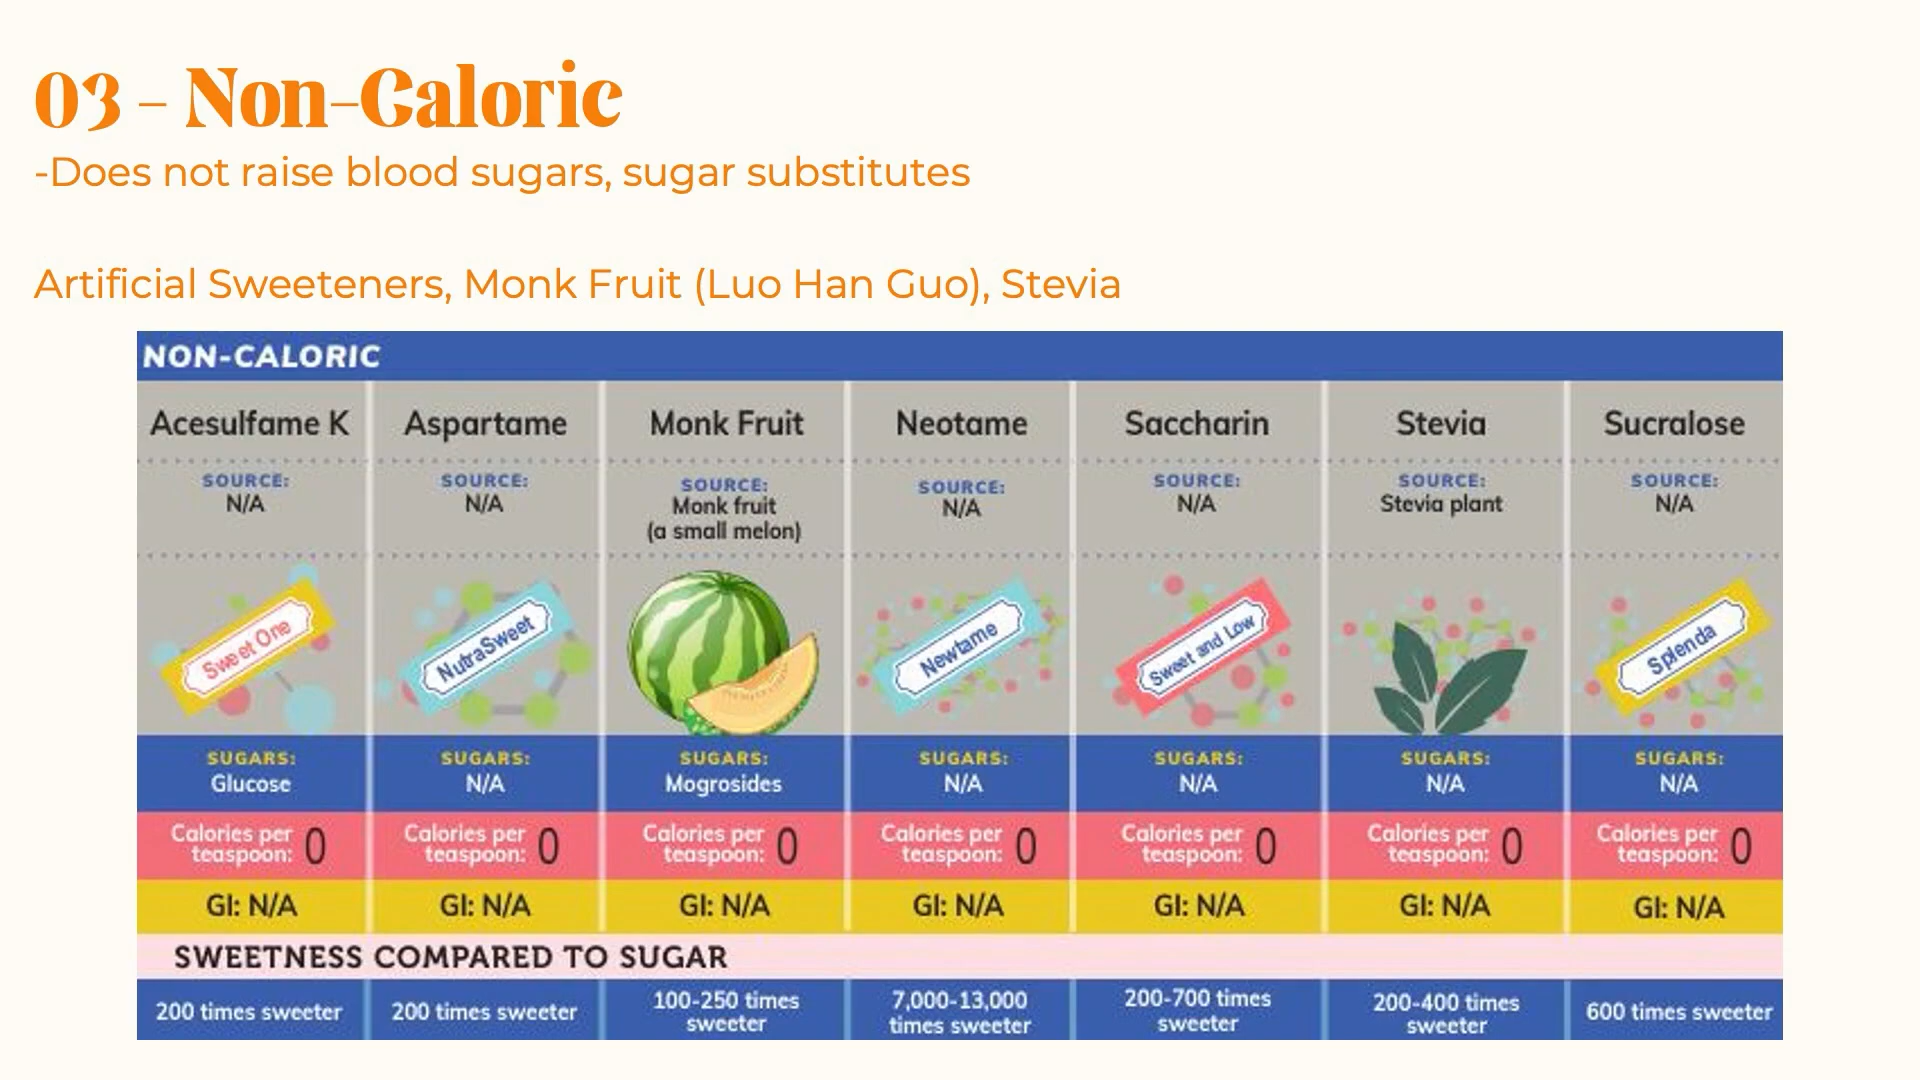 03 - Non-Caloric
-Does not raise blood sugars, sugar substitutes
Artificial Sweeteners, Monk Fruit (Luo Han Guo), Stevia
NON-CALORIC
Acesulfame K
SOURCE:
N/A
Sweet One
SUGARS:
Glucose
Calories per
teaspoon: 0
GI: N/A
Aspartame
SOURCE:
N/A
NutraSweet
SUGARS:
N/A
Calories per
teaspoon: 0
GI: N/A
Monk Fruit
SOURCE:
Monk fruit
(a small melon)
SUGARS:
Mogrosides
Calories per
teaspoon: 0
GI: N/A
Neotame
SOURCE:
N/A
Newtame
SUGARS:
N/A
Calories per
teaspoon: 0
GI: N/A
Saccharin
SOURCE:
N/A
Sweet and Low
SUGARS:
N/A
Calories per
teaspoon: 0
GI: N/A
Stevia
SOURCE:
Stevia plant
SUGARS:
N/A
Calories per
teaspoon: 0
GI: N/A
Sucralose
SOURCE:
N/A
Splenda
SUGARS:
N/A
Calories per
teaspoon: 0
GI: N/A
SWEETNESS COMPARED TO SUGAR
200 times sweeter
200 times sweeter
100-250 times
sweeter
7,000-13,000
times sweeter
200-700 times
sweeter
200-400 times
sweeter
600 times sweeter